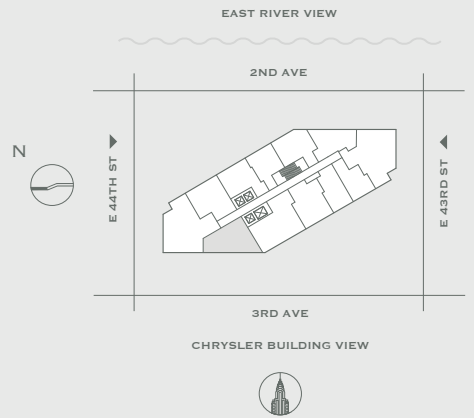 EAST RIVER VIEW
2ND AVE
N
E 44TH ST
E 43RD ST
3RD AVE
CHRYSLER BUILDING VIEW